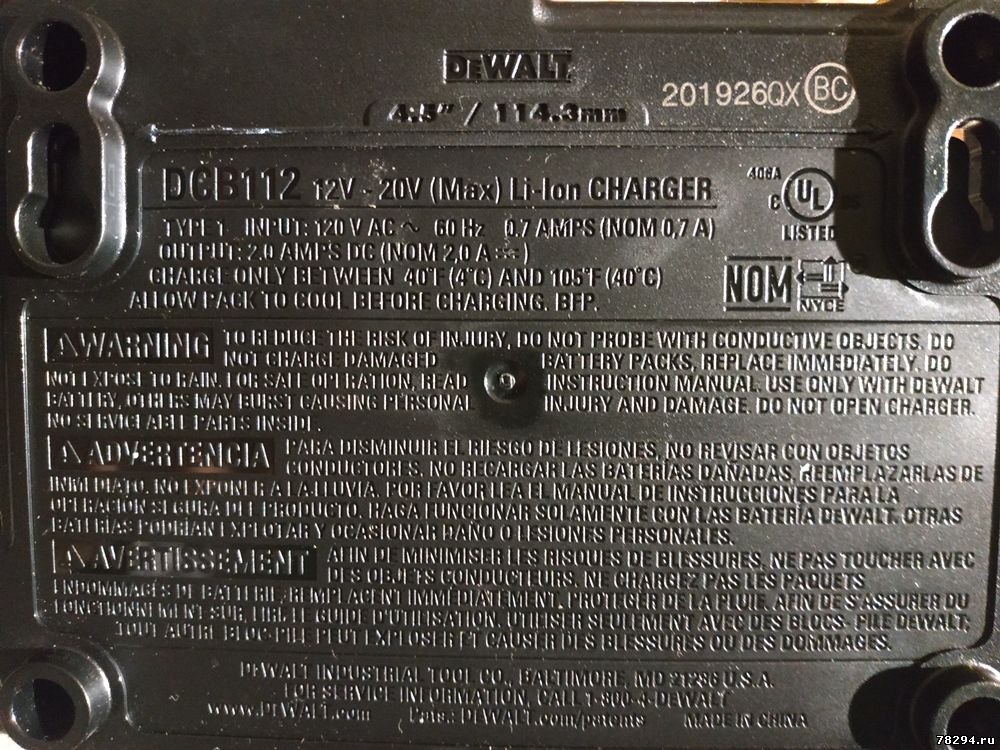 DEWALT
201926QX BC
4.5" / 114.3mm
DCB112 12V - 20V (Max) Li-Ion CHARGER
TYPE 1. INPUT: 120 V AC ~ 60 Hz 0.7 AMPS (NOM 0,7 A)
OUTPUT: 2.0 AMPS DC (NOM 2,0 A ⎓)
CHARGE ONLY BETWEEN 40°F (4°C) AND 105°F (40°C)
ALLOW PACK TO COOL BEFORE CHARGING. BFP.
C UL US
LISTED
NOM NYCE
⚠WARNING TO REDUCE THE RISK OF INJURY, DO NOT PROBE WITH CONDUCTIVE OBJECTS. DO
NOT CHARGE DAMAGED BATTERY PACKS, REPLACE IMMEDIATELY. DO
NOT EXPOSE TO RAIN. FOR SAFE OPERATION, READ INSTRUCTION MANUAL. USE ONLY WITH DEWALT
BATTERY, OTHERS MAY BURST CAUSING PERSONAL INJURY AND DAMAGE. DO NOT OPEN CHARGER.
NO SERVICIABLE PARTS INSIDE.
⚠ADVERTENCIA PARA DISMINUIR EL RIESGO DE LESIONES, NO REVISAR CON OBJETOS
CONDUCTORES. NO RECARGAR LAS BATERÍAS DAÑADAS, REEMPLAZARLAS DE
INMEDIATO. NO EXPONER A LA LLUVIA. POR FAVOR LEA EL MANUAL DE INSTRUCCIONES PARA LA
OPERACIÓN SEGURA DEL PRODUCTO. HAGA FUNCIONAR SOLAMENTE CON LAS BATERÍA DEWALT. OTRAS
BATERÍAS PODRÍAN EXPLOTAR Y OCASIONAR DAÑO O LESIONES PERSONALES.
⚠AVERTISSEMENT AFIN DE MINIMISER LES RISQUES DE BLESSURES, NE PAS TOUCHER AVEC
DES OBJETS CONDUCTEURS. NE CHARGEZ PAS LES PAQUETS
ENDOMMAGES DE BATTERIE; REMPLACENT IMMÉDIATEMENT. PROTÉGER DE LA PLUIE. AFIN DE S'ASSURER DU
FONCTIONNEMENT SUR, LIRE LE GUIDE D'UTILISATION. UTILISER SEULEMENT AVEC DES BLOCS- PILE DEWALT;
TOUT AUTRE BLOC-PILE PEUT EXPLOSER ET CAUSER DES BLESSURES OU DES DOMMAGES.
DEWALT INDUSTRIAL TOOL CO., BALTIMORE, MD 21286 U.S.A.
FOR SERVICE INFORMATION, CALL 1-800-4-DEWALT
www.DEWALT.com Pats: DEWALT.com/patents MADE IN CHINA
78294.ru